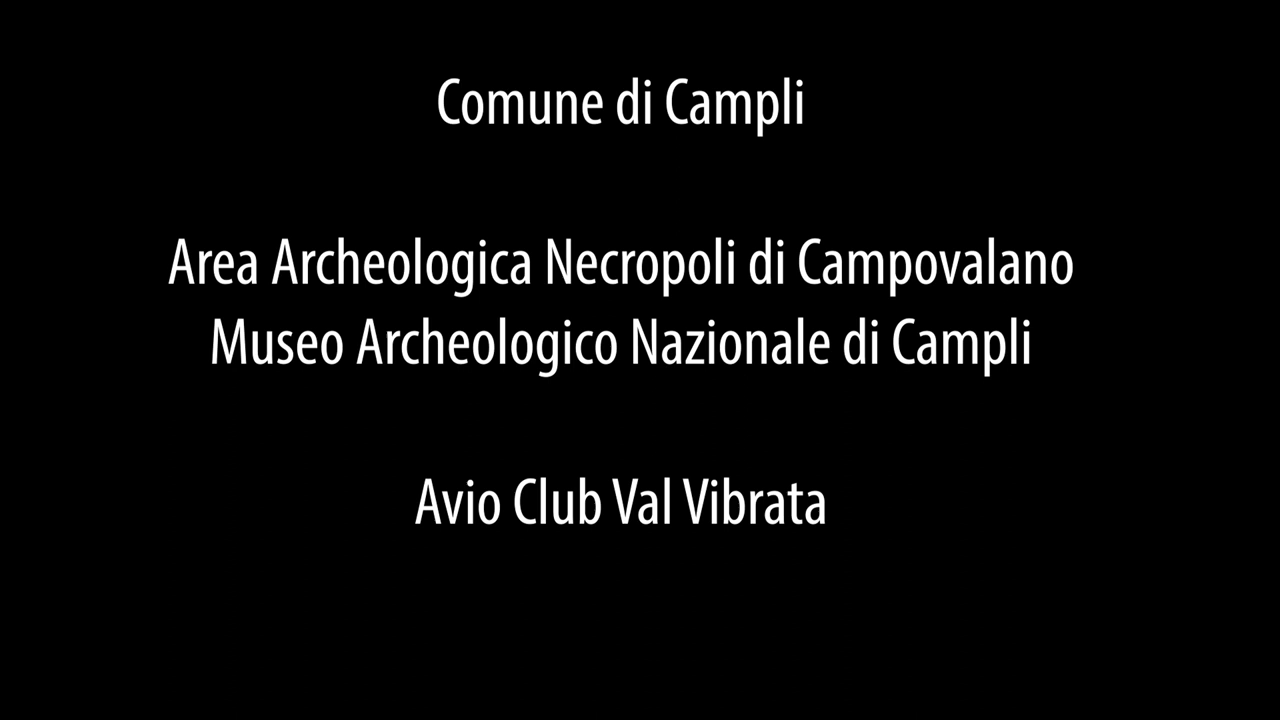 Comune di Campli
Area Archeologica Necropoli di Campovalano
Museo Archeologico Nazionale di Campli
Avio Club Val Vibrata